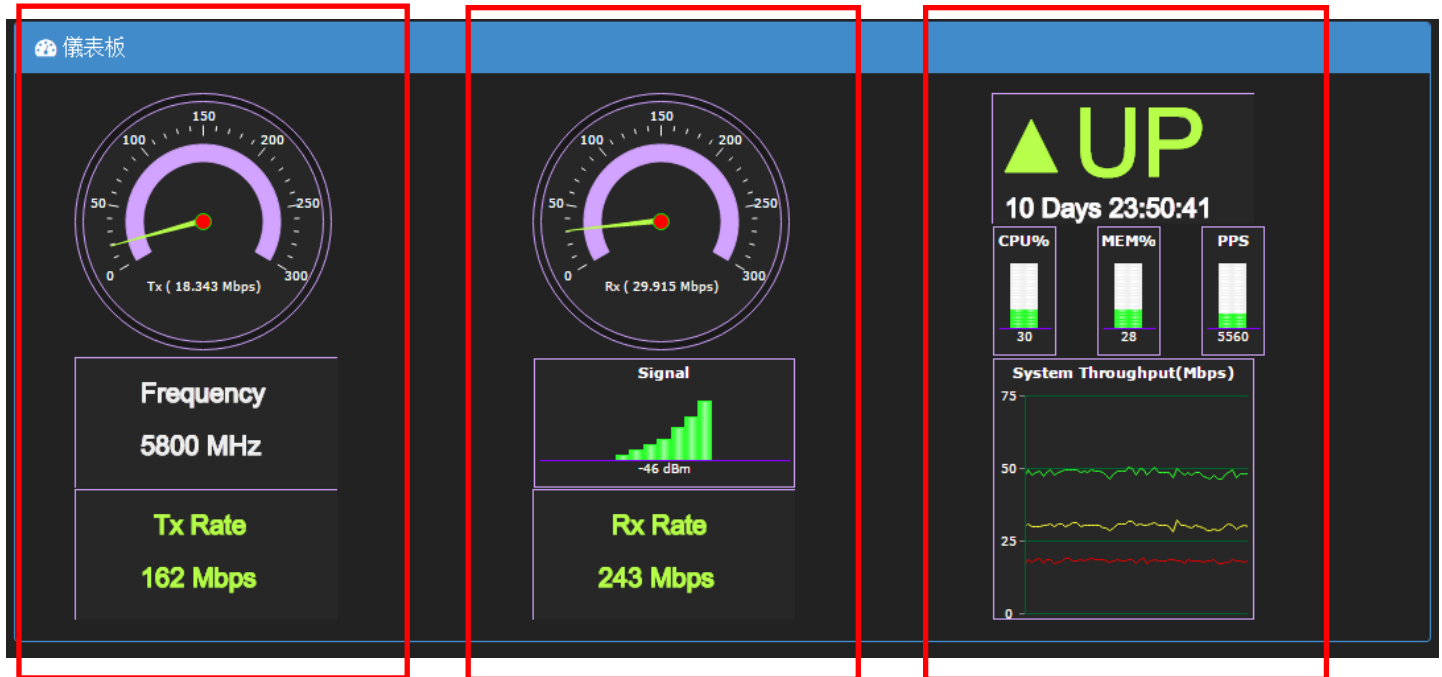 儀表板
150
100
200
50
250
0
300
Tx ( 18.343 Mbps)
Frequency
5800 MHz
Tx Rate
162 Mbps
150
100
200
50
250
0
300
Rx ( 29.915 Mbps)
Signal
-46 dBm
Rx Rate
243 Mbps
▲UP
10 Days 23:50:41
CPU% MEM% PPS
30 28 5560
System Throughput(Mbps)
75
50
25
0